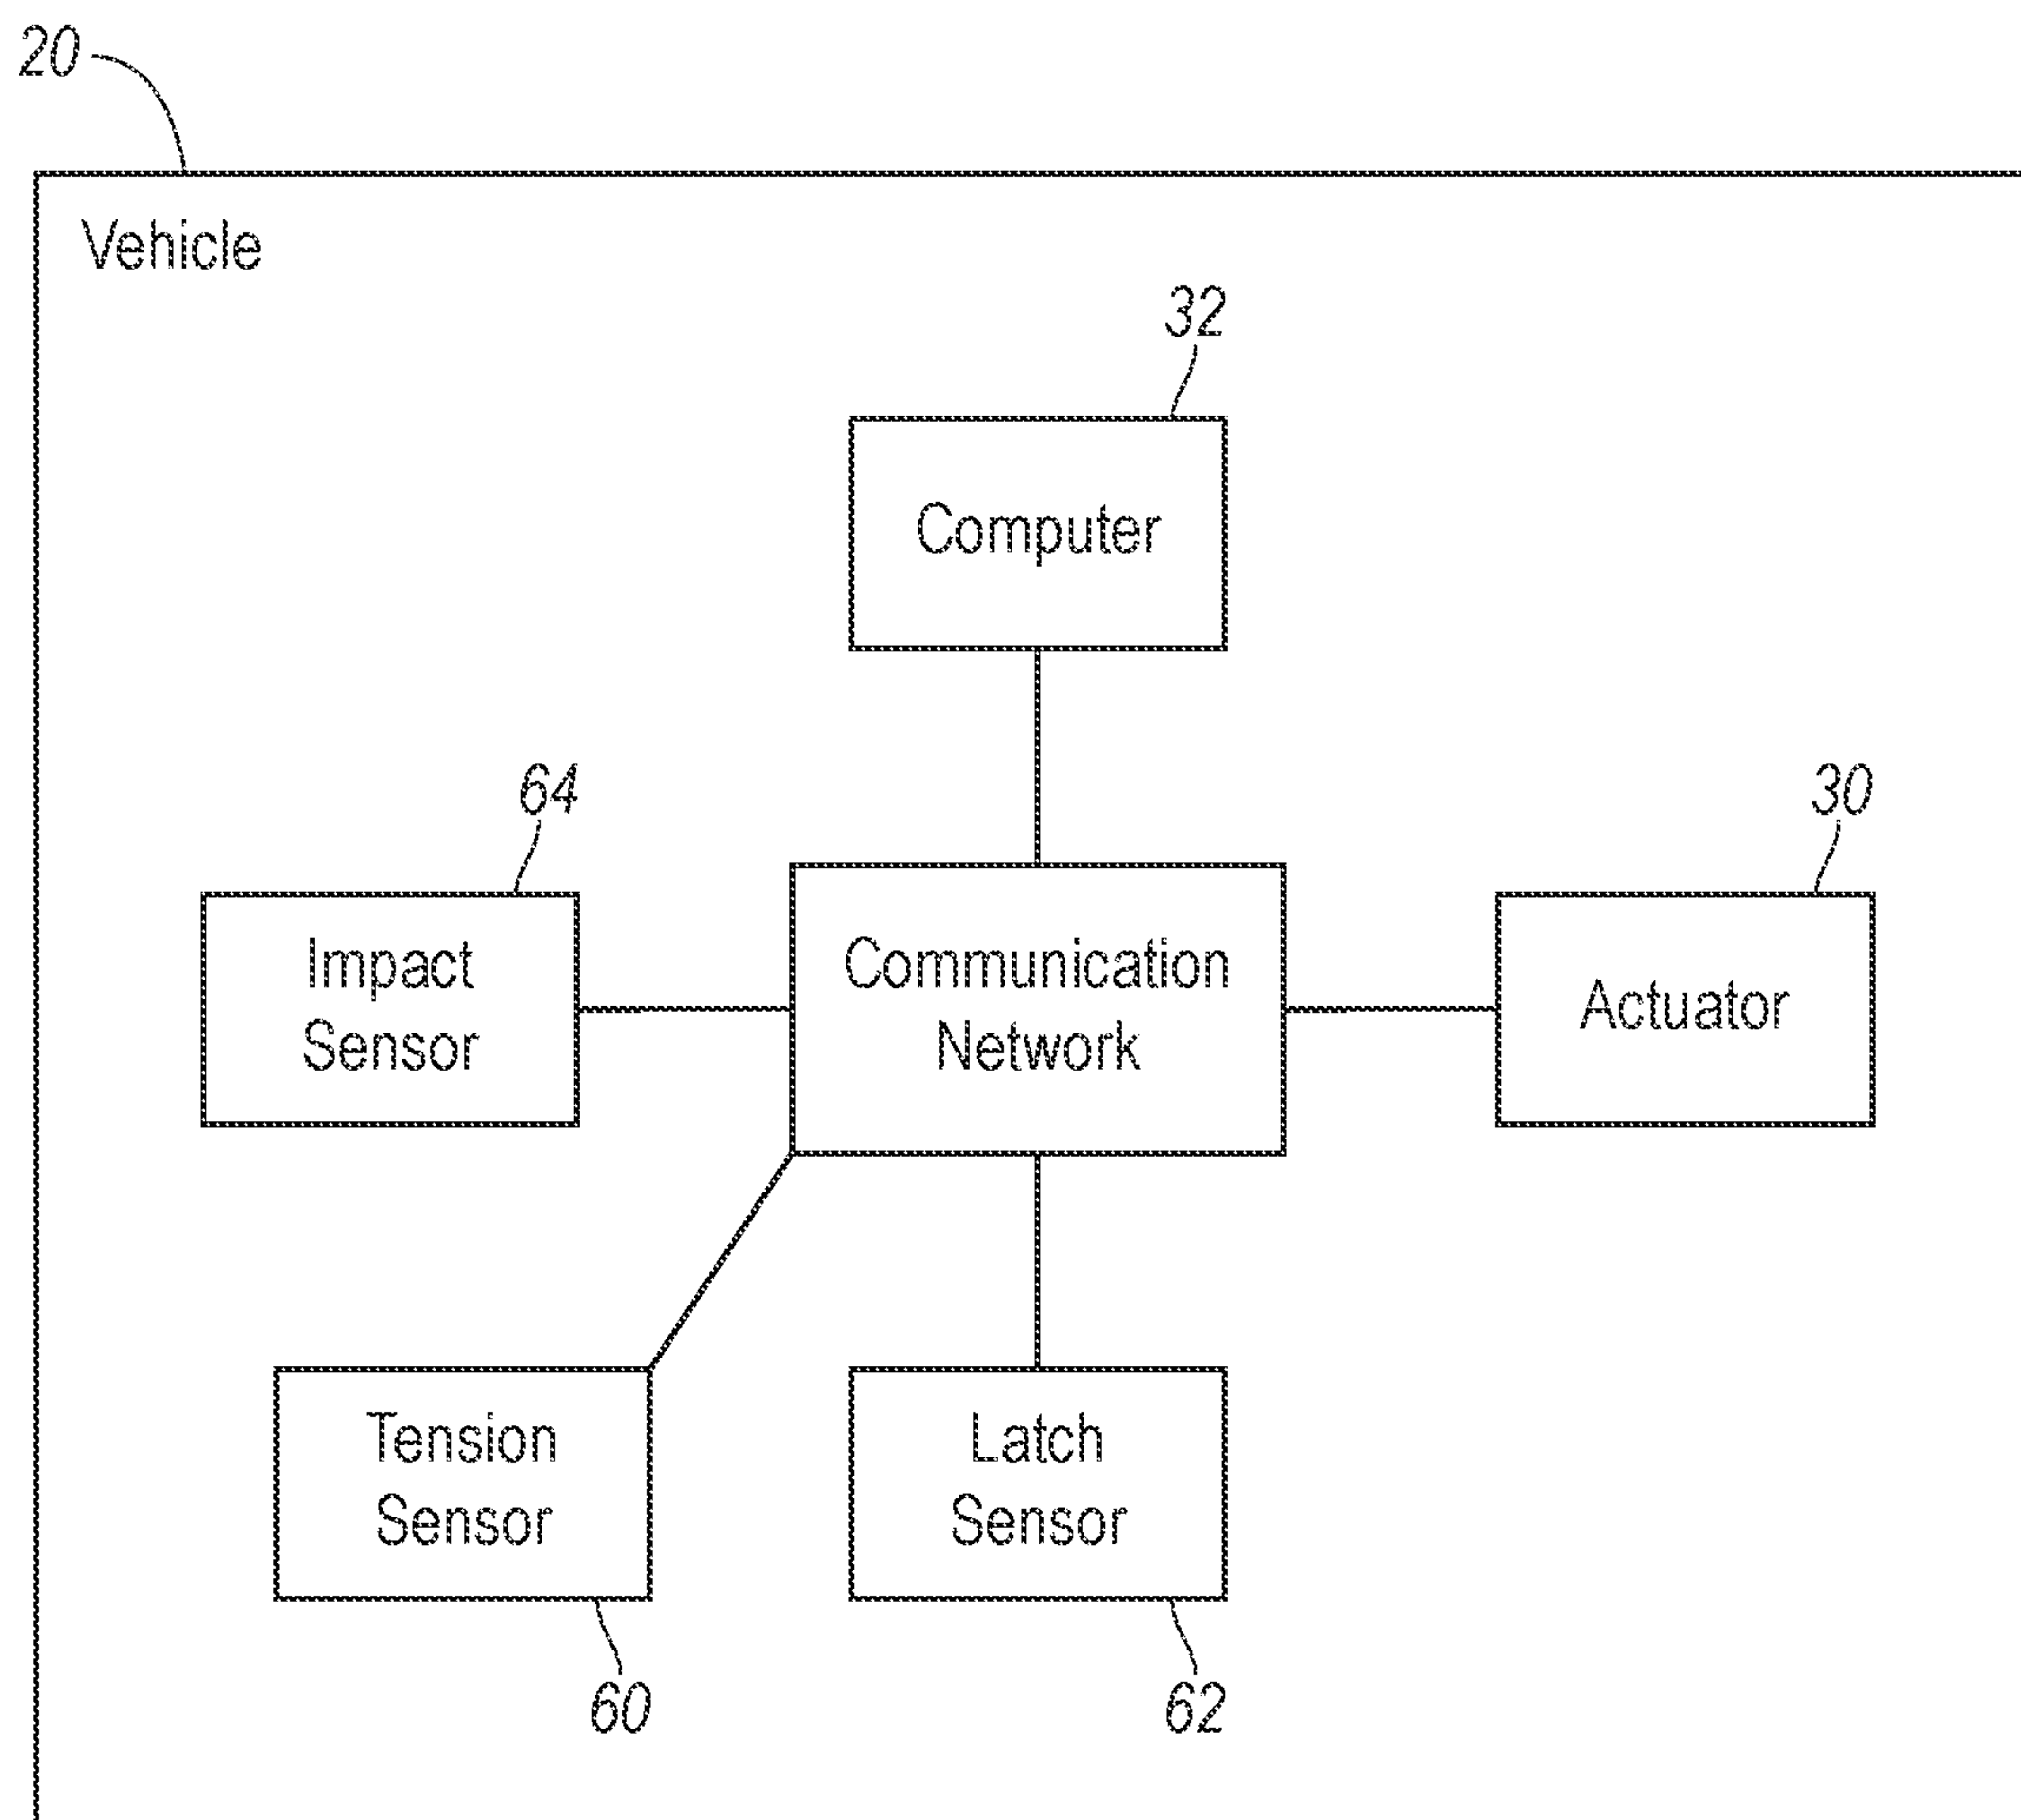 20
Vehicle
32
Computer
64
30
Impact
Sensor
Communication
Network
Actuator
Tension
Sensor
Latch
Sensor
60
62